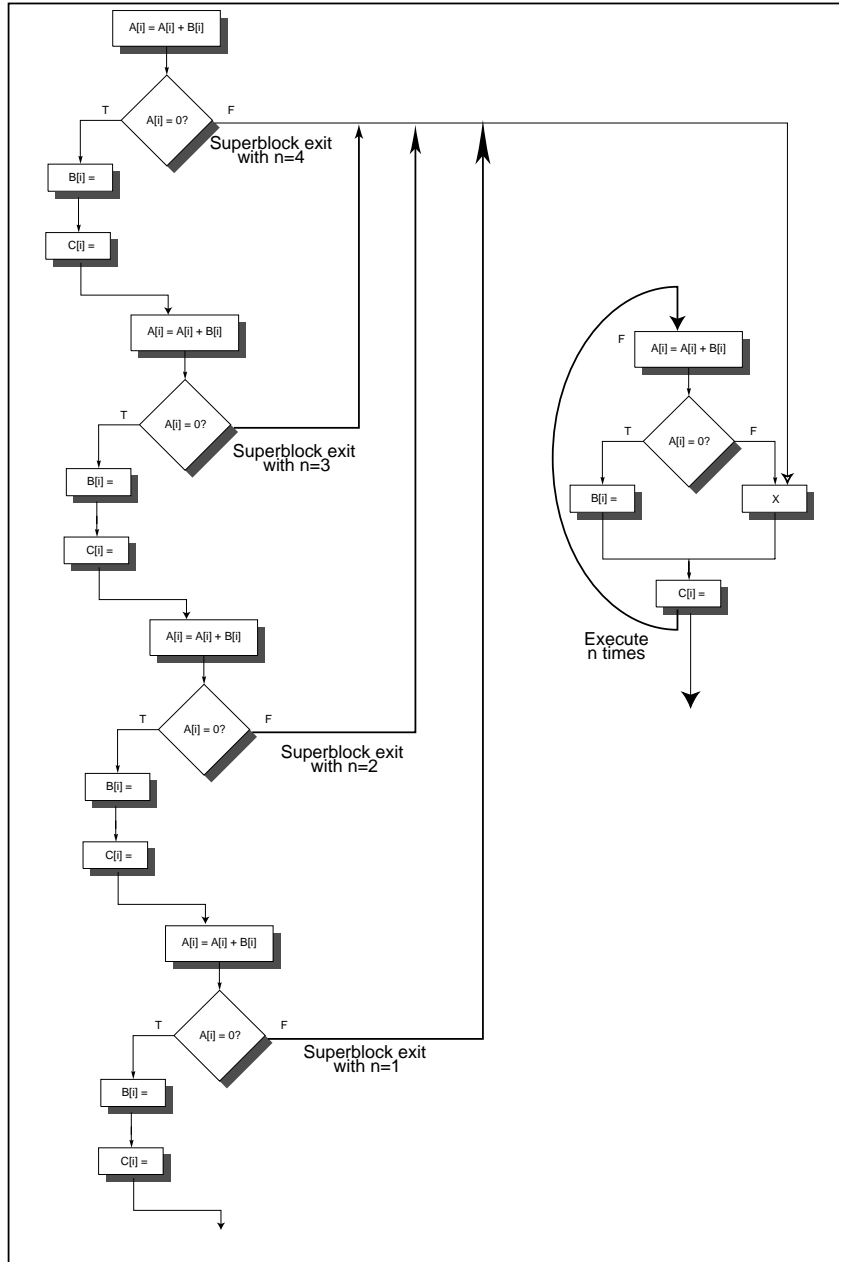 A[i] = A[i] + B[i]
T
A[i] = 0?
F
Superblock exit
with n=4
B[i] =
C[i] =
A[i] = A[i] + B[i]
T
A[i] = 0?
Superblock exit
with n=3
B[i] =
C[i] =
A[i] = A[i] + B[i]
T
A[i] = 0?
F
Superblock exit
with n=2
B[i] =
C[i] =
A[i] = A[i] + B[i]
T
A[i] = 0?
F
Superblock exit
with n=1
B[i] =
C[i] =
F
A[i] = A[i] + B[i]
T
A[i] = 0?
F
B[i] =
X
C[i] =
Execute
n times